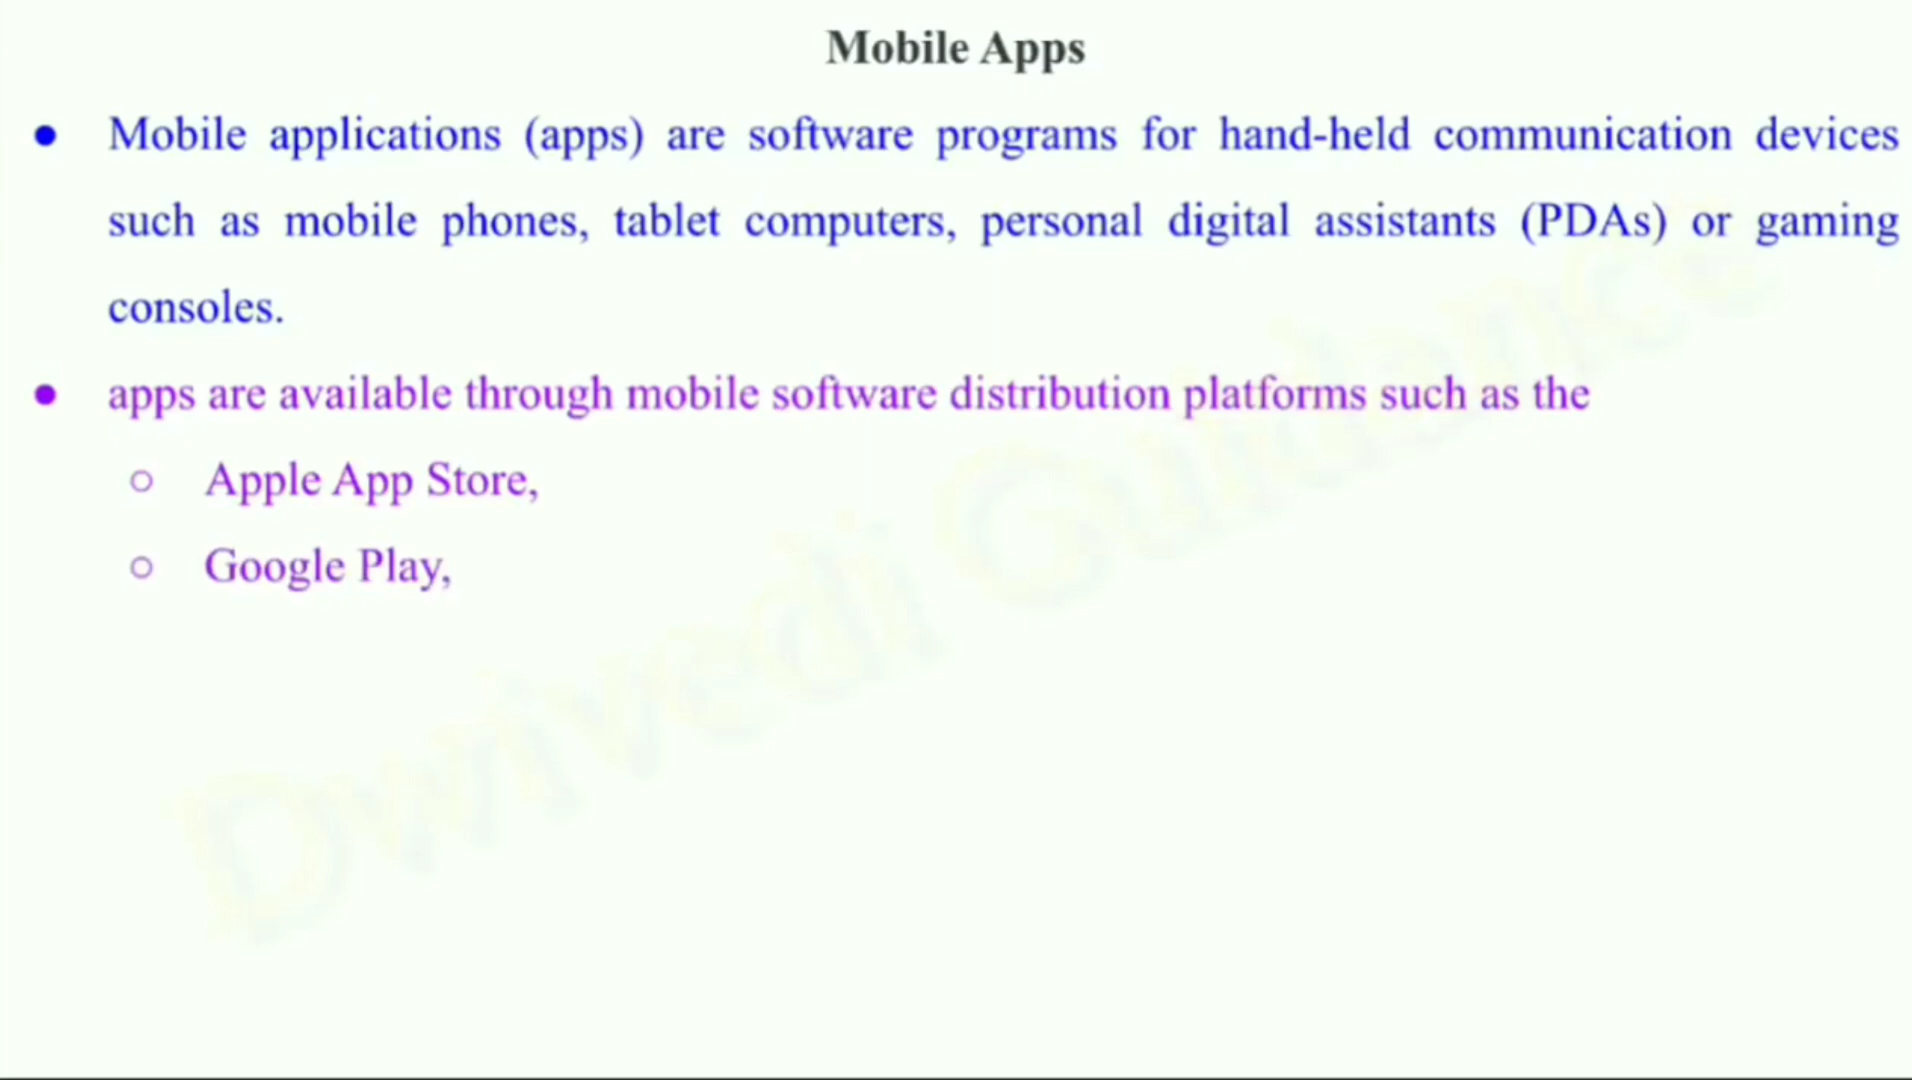 Mobile Apps
● Mobile applications (apps) are software programs for hand-held communication devices
such as mobile phones, tablet computers, personal digital assistants (PDAs) or gaming
consoles.
● apps are available through mobile software distribution platforms such as the
○ Apple App Store,
○ Google Play,
Dwivedi Guidance